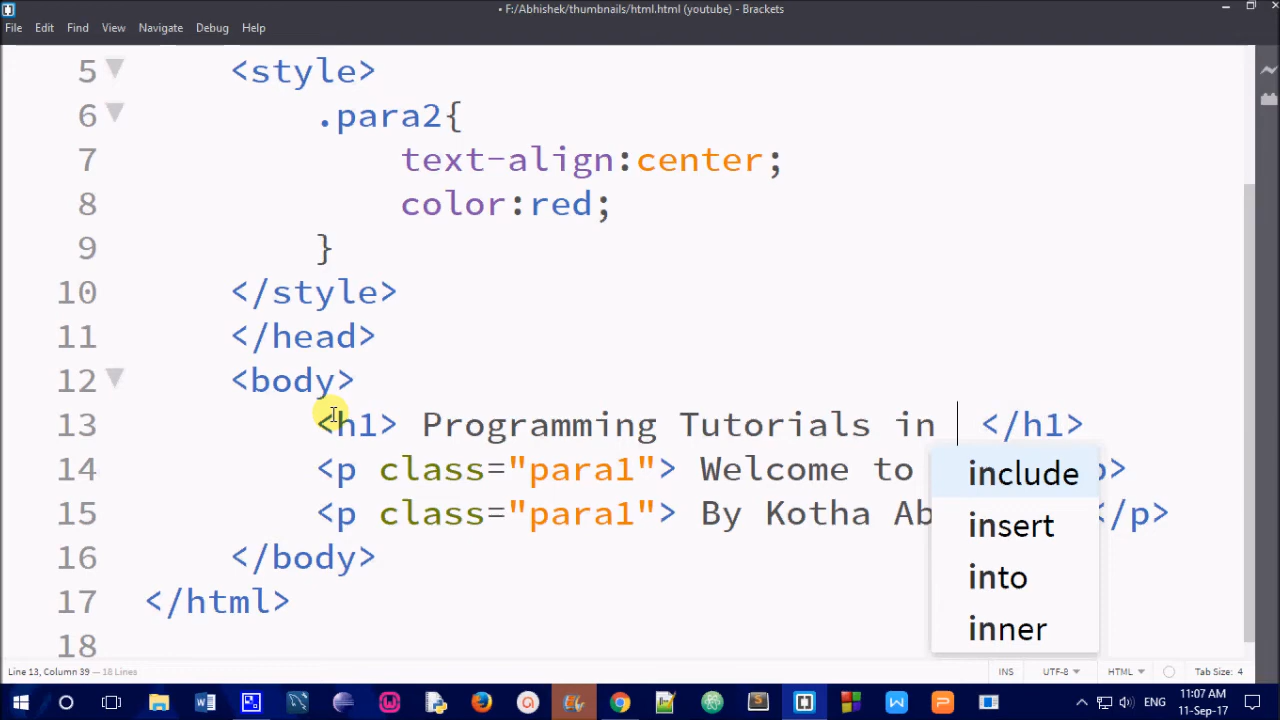 • F:/Abhishek/thumbnails/html.html (youtube) - Brackets
File Edit Find View Navigate Debug Help
5 <style>
6 .para2{
7 text-align:center;
8 color:red;
9 }
10 </style>
11 </head>
12 <body>
13 <h1> Programming Tutorials in </h1>
14 <p class="para1"> Welcome to >
15 <p class="para1"> By Kotha Ab </p>
16 </body>
17 </html>
18
include
insert
into
inner
Line 13, Column 39 — 18 Lines INS UTF-8 HTML Tab Size: 4
ENG 11:07 AM
11-Sep-17